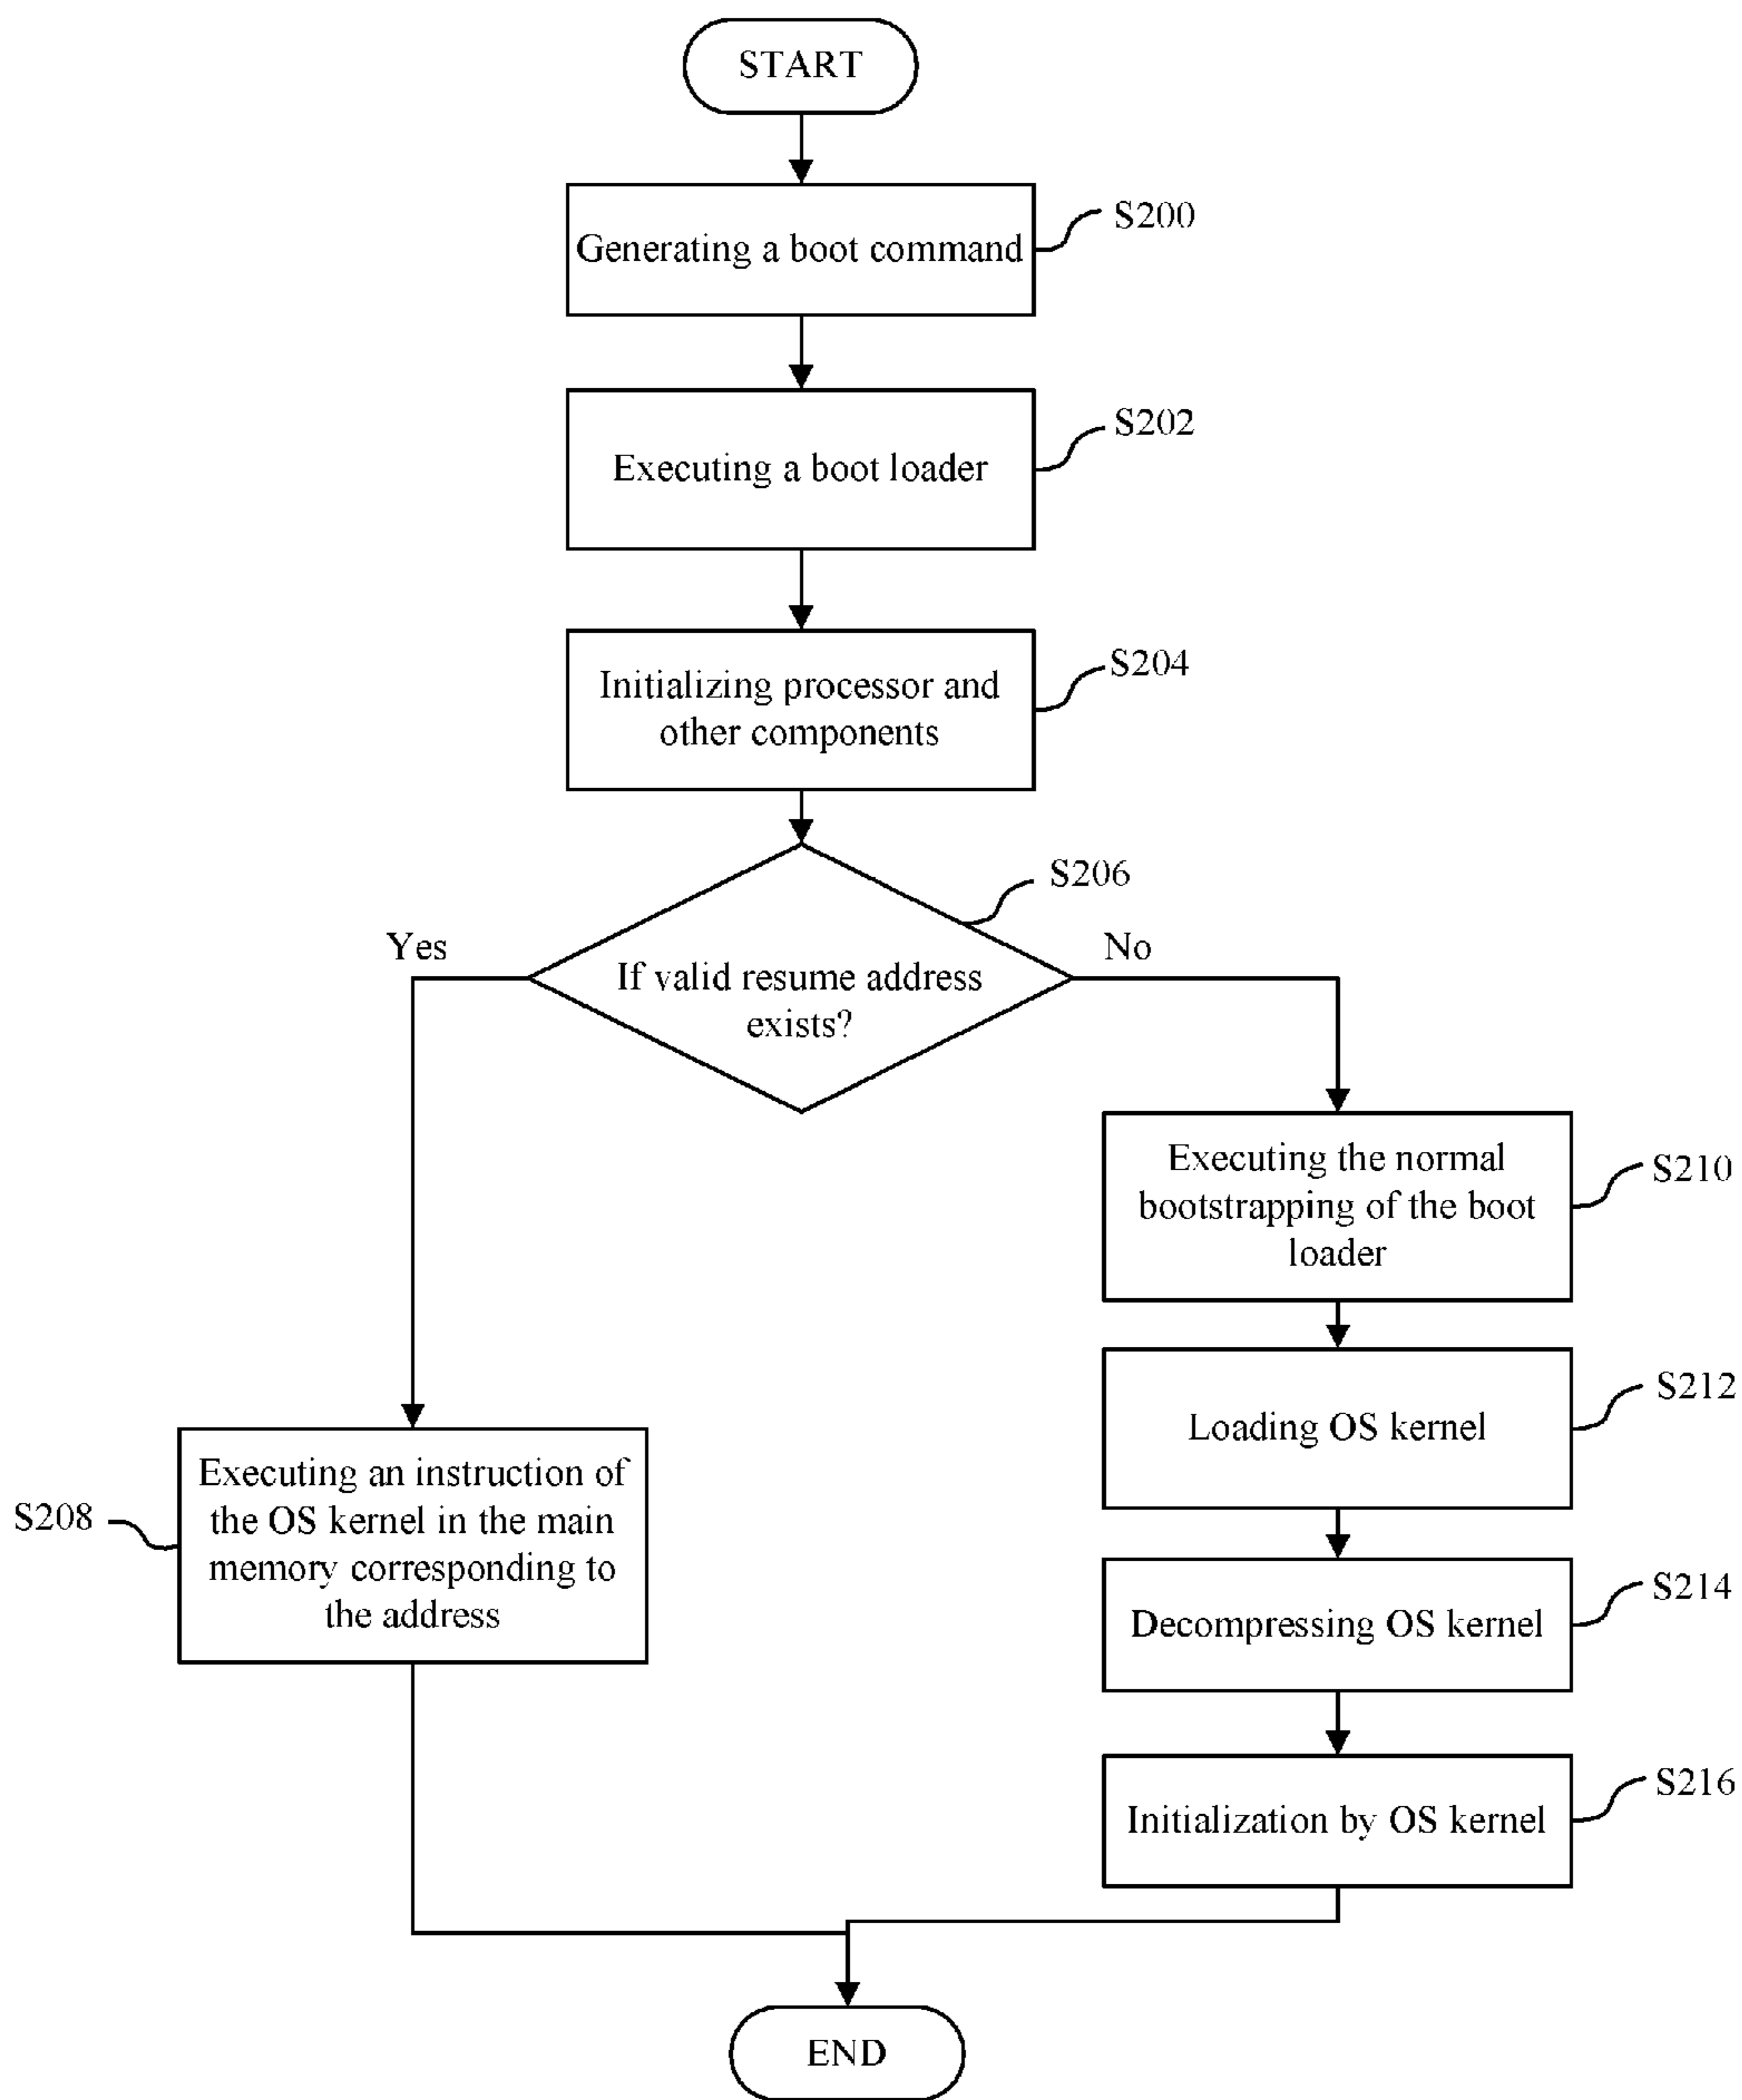 START
Generating a boot command
S200
Executing a boot loader
S202
Initializing processor and
other components
S204
S206
Yes
No
If valid resume address
exists?
Executing the normal
bootstrapping of the boot
loader
S210
Loading OS kernel
S212
Executing an instruction of
the OS kernel in the main
memory corresponding to
the address
S208
Decompressing OS kernel
S214
Initialization by OS kernel
S216
END